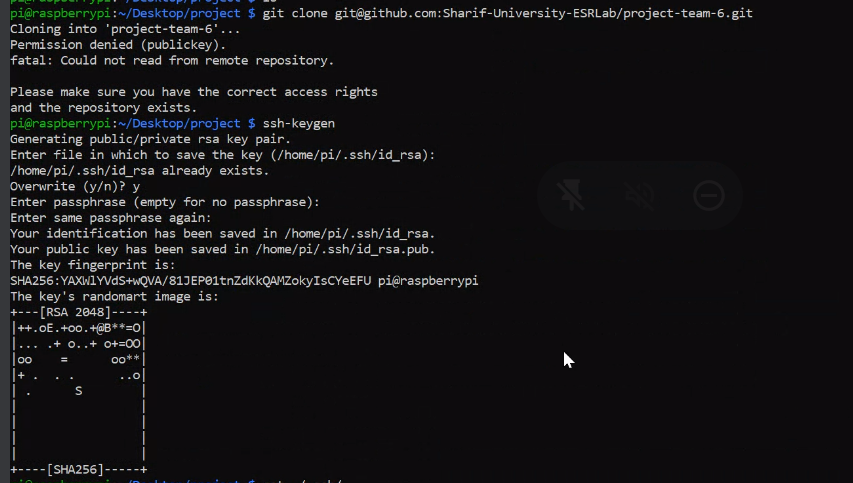 pi@raspberrypi:~/Desktop/project $ git clone git@github.com:Sharif-University-ESRLab/project-team-6.git
Cloning into 'project-team-6'...
Permission denied (publickey).
fatal: Could not read from remote repository.
Please make sure you have the correct access rights
and the repository exists.
pi@raspberrypi:~/Desktop/project $ ssh-keygen
Generating public/private rsa key pair.
Enter file in which to save the key (/home/pi/.ssh/id_rsa):
/home/pi/.ssh/id_rsa already exists.
Overwrite (y/n)? y
Enter passphrase (empty for no passphrase):
Enter same passphrase again:
Your identification has been saved in /home/pi/.ssh/id_rsa.
Your public key has been saved in /home/pi/.ssh/id_rsa.pub.
The key fingerprint is:
SHA256:YAXWlYVdS+wQVA/81JEP01tnZdKkQAMZokyIsCYeEFU pi@raspberrypi
The key's randomart image is:
+---[RSA 2048]----+
|++.oE.+oo.+@B**=O|
|... .+ o..+ o+=OO|
|oo    =      oo**|
|+ .  . .      ..o|
| .      S        |
|                 |
|                 |
|                 |
|                 |
+----[SHA256]-----+